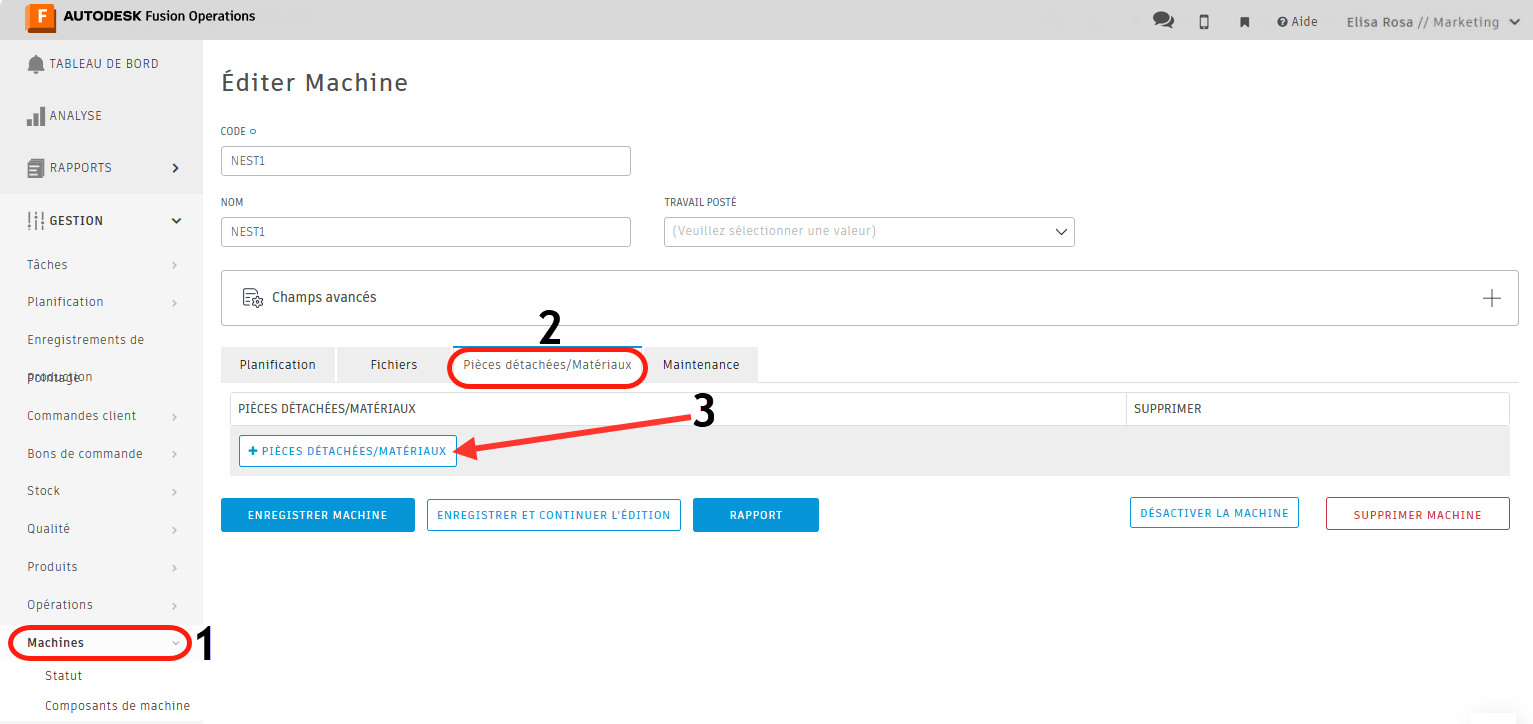 F AUTODESK Fusion Operations
Aide
Elisa Rosa // Marketing
TABLEAU DE BORD
ANALYSE
RAPPORTS
GESTION
Tâches
Planification
Enregistrements de
production
Pointage
Commandes client
Bons de commande
Stock
Qualité
Produits
Opérations
Machines
1
Statut
Composants de machine
Éditer Machine
CODE
NEST1
NOM
NEST1
TRAVAIL POSTÉ
(Veuillez sélectionner une valeur)
Champs avancés
2
Planification
Fichiers
Pièces détachées/Matériaux
Maintenance
PIÈCES DÉTACHÉES/MATÉRIAUX
SUPPRIMER
3
+ PIÈCES DÉTACHÉES/MATÉRIAUX
ENREGISTRER MACHINE
ENREGISTRER ET CONTINUER L'ÉDITION
RAPPORT
DÉSACTIVER LA MACHINE
SUPPRIMER MACHINE